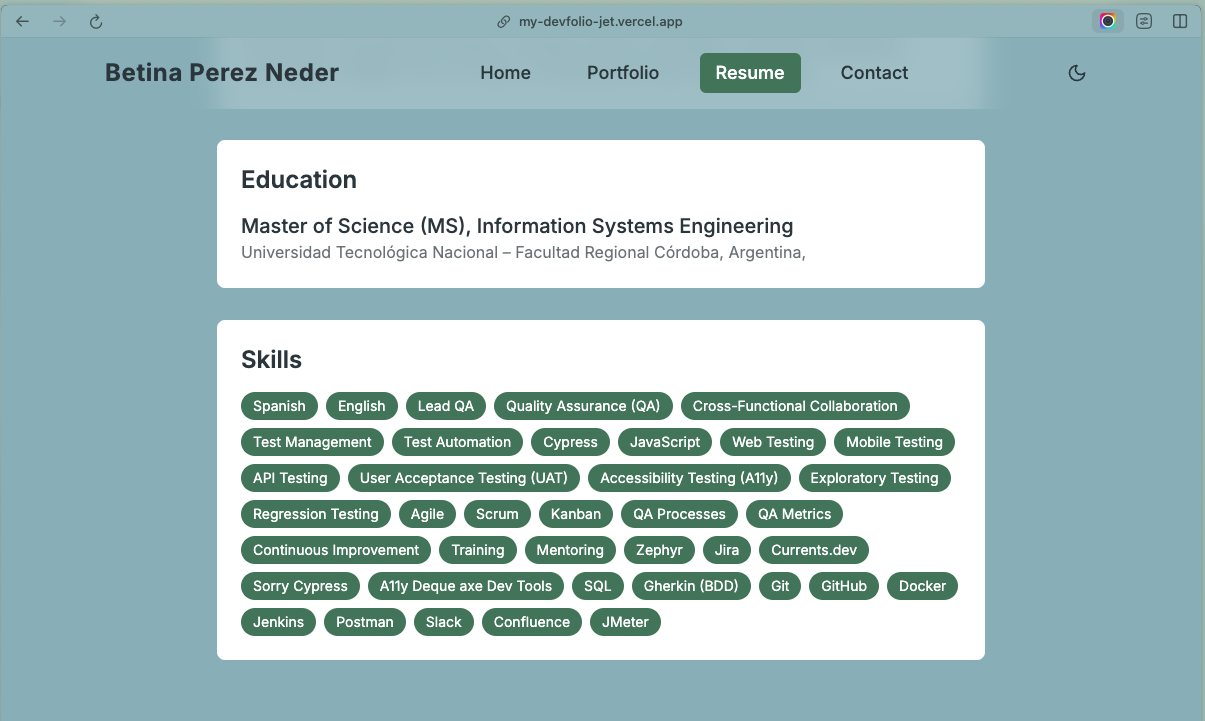 my-devfolio-jet.vercel.app
Betina Perez Neder Home Portfolio Resume Contact
Education
Master of Science (MS), Information Systems Engineering
Universidad Tecnológica Nacional – Facultad Regional Córdoba, Argentina,
Skills
Spanish English Lead QA Quality Assurance (QA) Cross-Functional Collaboration
Test Management Test Automation Cypress JavaScript Web Testing Mobile Testing
API Testing User Acceptance Testing (UAT) Accessibility Testing (A11y) Exploratory Testing
Regression Testing Agile Scrum Kanban QA Processes QA Metrics
Continuous Improvement Training Mentoring Zephyr Jira Currents.dev
Sorry Cypress A11y Deque axe Dev Tools SQL Gherkin (BDD) Git GitHub Docker
Jenkins Postman Slack Confluence JMeter